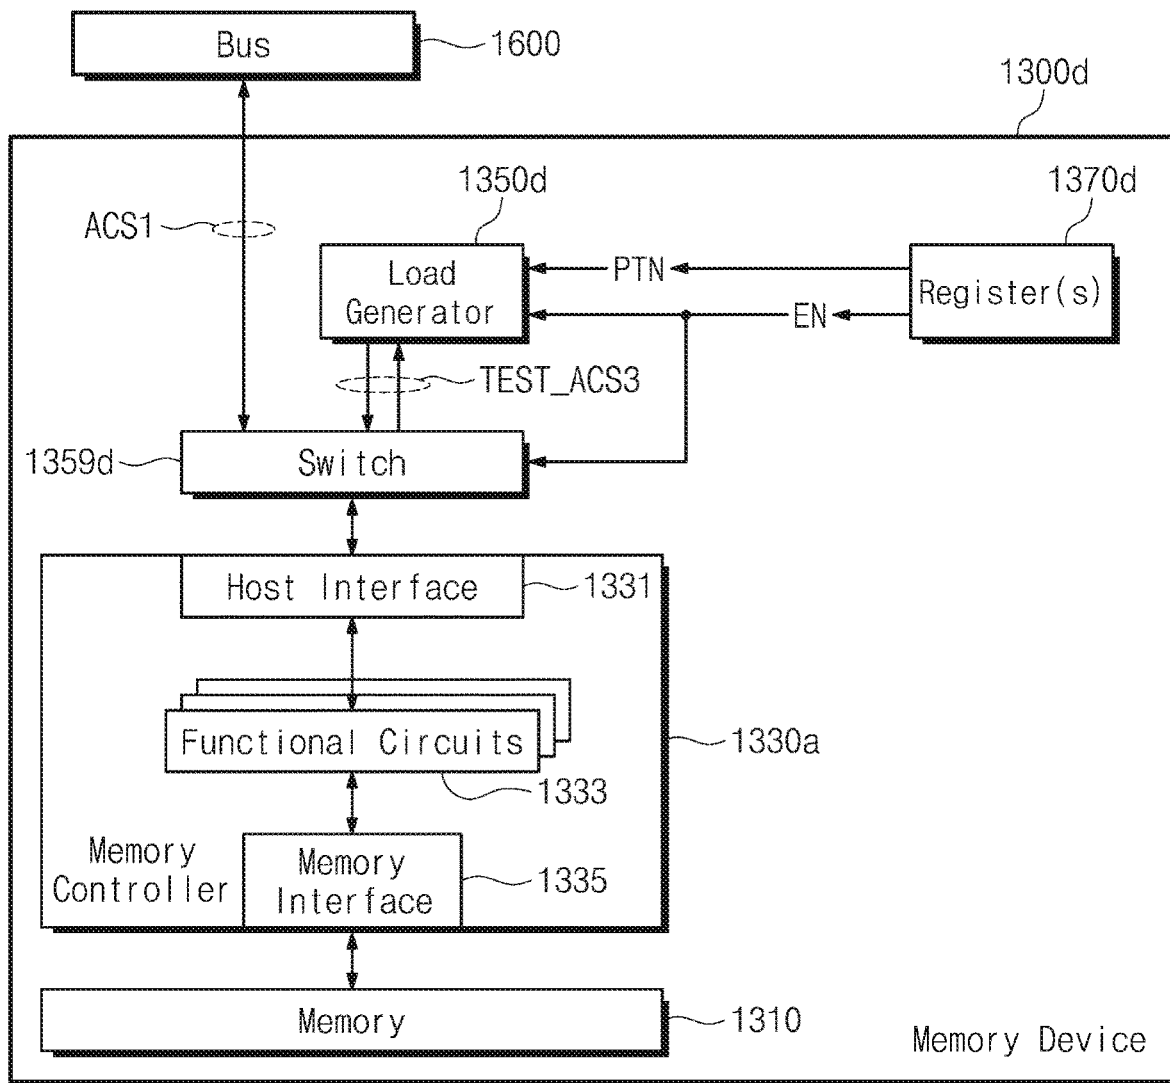 Bus
1600
1300d
1350d
1370d
ACS1
Load
Generator
PTN
EN
Register(s)
TEST_ACS3
1359d
Switch
Host Interface
1331
Functional Circuits
1330a
1333
Memory
Controller
Memory
Interface
1335
Memory
1310
Memory Device